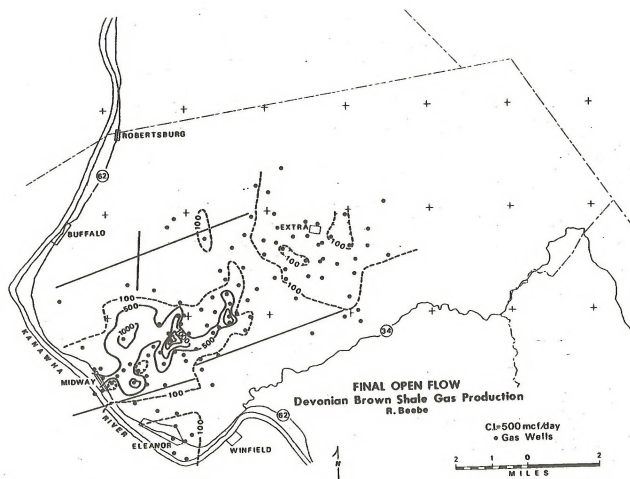 ROBERTSBURG
62
BUFFALO
EXTRA
100
100
100
100
100
500
1000
500
KANAWHA
RIVER
34
MIDWAY
100
100
ELEANOR
WINFIELD
62
FINAL OPEN FLOW
Devonian Brown Shale Gas Production
R. Beebe
C.I.=500 mcf/day
• Gas Wells
N
2 1 0 2
MILES